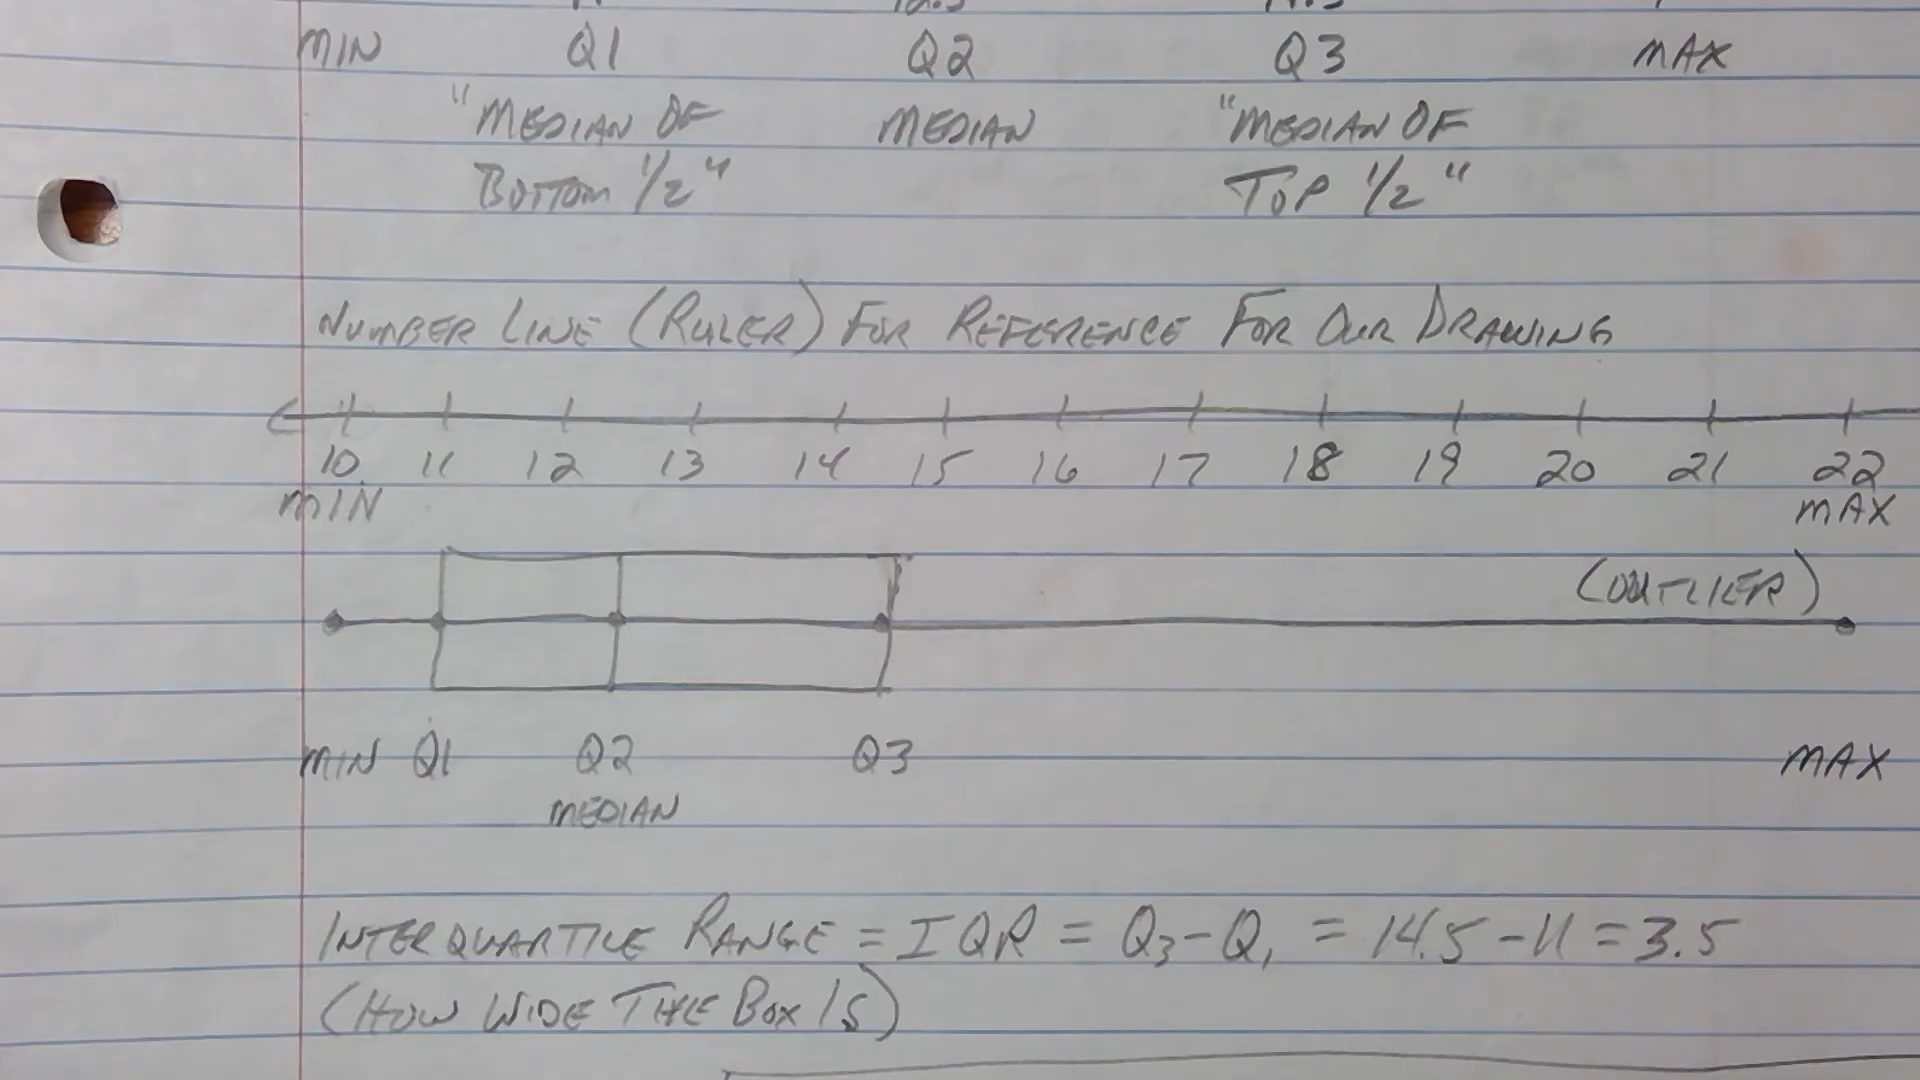 MIN Q1 Q2 Q3 MAX
"MEDIAN OF MEDIAN "MEDIAN OF
BOTTOM 1/2" TOP 1/2"
NUMBER LINE (RULER) FOR REFERENCE FOR OUR DRAWING
10 11 12 13 14 15 16 17 18 19 20 21 22
MIN MAX
(OUTLIER)
MIN Q1 Q2 Q3 MAX
MEDIAN
INTERQUARTILE RANGE = IQR = Q3-Q1 = 14.5-11 = 3.5
(HOW WIDE THE BOX IS)